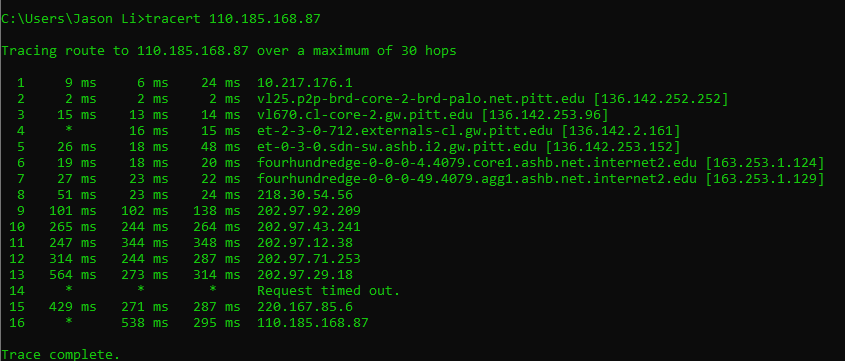 C:\Users\Jason Li>tracert 110.185.168.87
Tracing route to 110.185.168.87 over a maximum of 30 hops
1 9 ms 6 ms 24 ms 10.217.176.1
2 2 ms 2 ms 2 ms vl25.p2p-brd-core-2-brd-palo.net.pitt.edu [136.142.252.252]
3 15 ms 13 ms 14 ms vl670.cl-core-2.gw.pitt.edu [136.142.253.96]
4 * 16 ms 15 ms et-2-3-0-712.externals-cl.gw.pitt.edu [136.142.2.161]
5 26 ms 18 ms 48 ms et-0-3-0.sdn-sw.ashb.i2.gw.pitt.edu [136.142.253.152]
6 19 ms 18 ms 20 ms fourhundredge-0-0-0-4.4079.core1.ashb.net.internet2.edu [163.253.1.124]
7 27 ms 23 ms 22 ms fourhundredge-0-0-0-49.4079.agg1.ashb.net.internet2.edu [163.253.1.129]
8 51 ms 23 ms 24 ms 218.30.54.56
9 101 ms 102 ms 138 ms 202.97.92.209
10 265 ms 244 ms 264 ms 202.97.43.241
11 247 ms 344 ms 348 ms 202.97.12.38
12 314 ms 244 ms 287 ms 202.97.71.253
13 564 ms 273 ms 314 ms 202.97.29.18
14 * * * Request timed out.
15 429 ms 271 ms 287 ms 220.167.85.6
16 * 538 ms 295 ms 110.185.168.87
Trace complete.